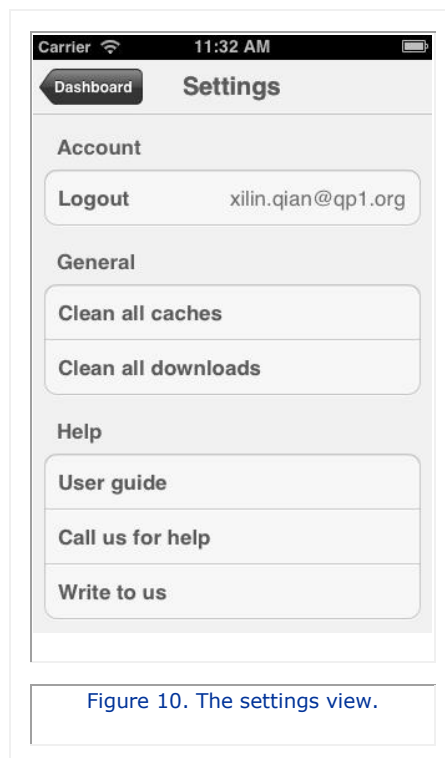 Carrier 11:32 AM
Dashboard Settings
Account
Logout xilin.qian@qp1.org
General
Clean all caches
Clean all downloads
Help
User guide
Call us for help
Write to us
Figure 10. The settings view.